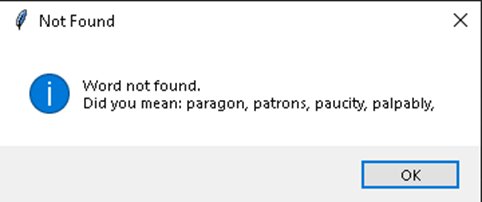 Not Found
Word not found.
Did you mean: paragon, patrons, paucity, palpably,
OK